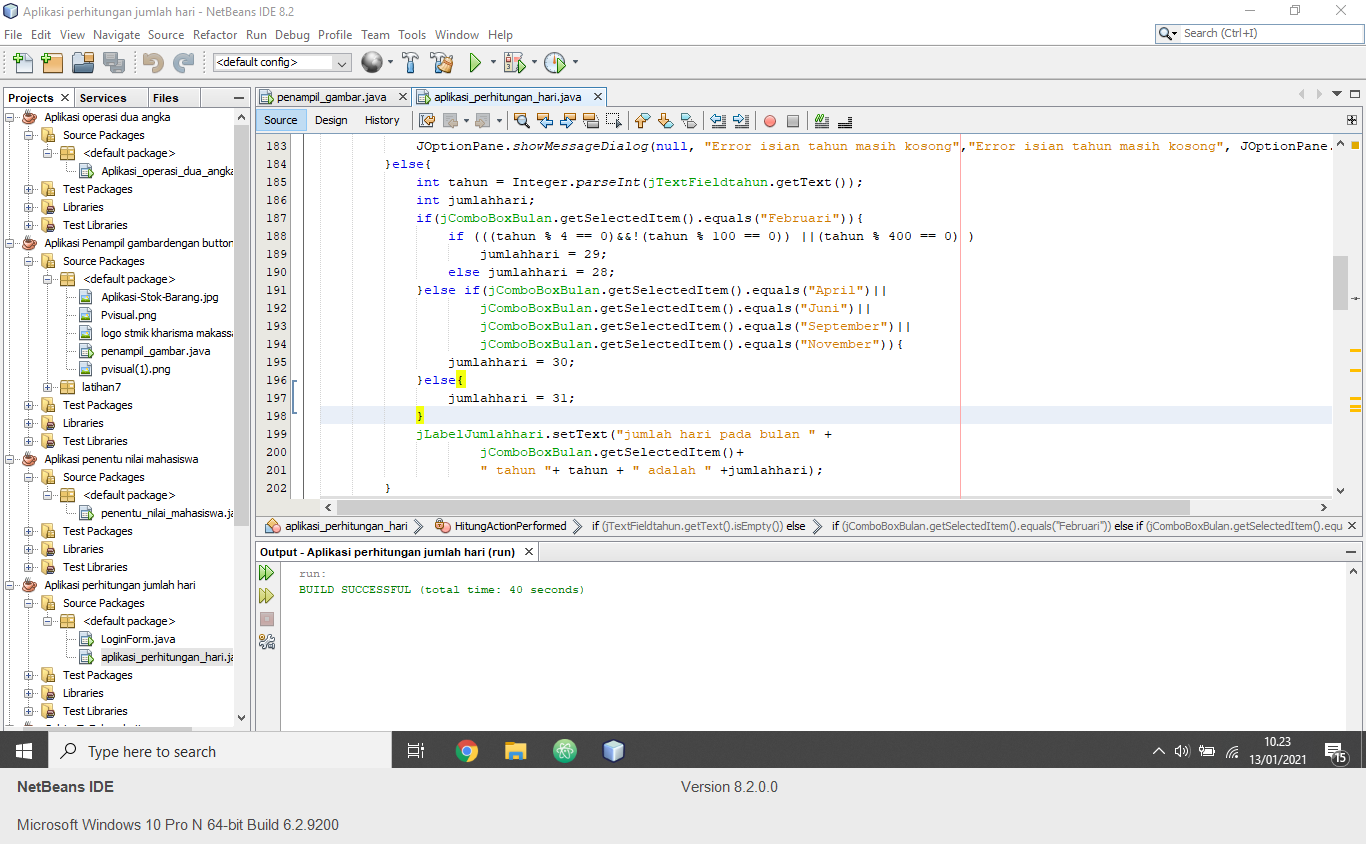 Aplikasi perhitungan jumlah hari - NetBeans IDE 8.2
File Edit View Navigate Source Refactor Run Debug Profile Team Tools Window Help
Search (Ctrl+I)
<default config>
Projects Services Files
Aplikasi operasi dua angka
Source Packages
<default package>
Aplikasi_operasi_dua_angka
Test Packages
Libraries
Test Libraries
Aplikasi Penampil gambardengan button
Source Packages
<default package>
Aplikasi-Stok-Barang.jpg
Pvisual.png
logo stmik kharisma makassa
penampil_gambar.java
pvisual(1).png
latihan7
Test Packages
Libraries
Test Libraries
Aplikasi penentu nilai mahasiswa
Source Packages
<default package>
penentu_nilai_mahasiswa.ja
Test Packages
Libraries
Test Libraries
Aplikasi perhitungan jumlah hari
Source Packages
<default package>
LoginForm.java
aplikasi_perhitungan_hari.ja
Test Packages
Libraries
Test Libraries
penampil_gambar.java aplikasi_perhitungan_hari.java
Source Design History
183 JOptionPane.showMessageDialog(null, "Error isian tahun masih kosong","Error isian tahun masih kosong", JOptionPane.
184 }else{
185 int tahun = Integer.parseInt(jTextFieldtahun.getText());
186 int jumlahhari;
187 if(jComboBoxBulan.getSelectedItem().equals("Februari")){
188 if (((tahun % 4 == 0)&&!(tahun % 100 == 0)) ||(tahun % 400 == 0) )
189 jumlahhari = 29;
190 else jumlahhari = 28;
191 }else if(jComboBoxBulan.getSelectedItem().equals("April")||
192 jComboBoxBulan.getSelectedItem().equals("Juni")||
193 jComboBoxBulan.getSelectedItem().equals("September")||
194 jComboBoxBulan.getSelectedItem().equals("November")){
195 jumlahhari = 30;
196 }else{
197 jumlahhari = 31;
198 }
199 jLabelJumlahhari.setText("jumlah hari pada bulan " +
200 jComboBoxBulan.getSelectedItem()+
201 " tahun "+ tahun + " adalah " +jumlahhari);
202 }
aplikasi_perhitungan_hari HitungActionPerformed if (jTextFieldtahun.getText().isEmpty()) else if (jComboBoxBulan.getSelectedItem().equals("Februari")) else if (jComboBoxBulan.getSelectedItem().equ
Output - Aplikasi perhitungan jumlah hari (run)
run:
BUILD SUCCESSFUL (total time: 40 seconds)
Type here to search
10.23
13/01/2021
15
NetBeans IDE Version 8.2.0.0
Microsoft Windows 10 Pro N 64-bit Build 6.2.9200